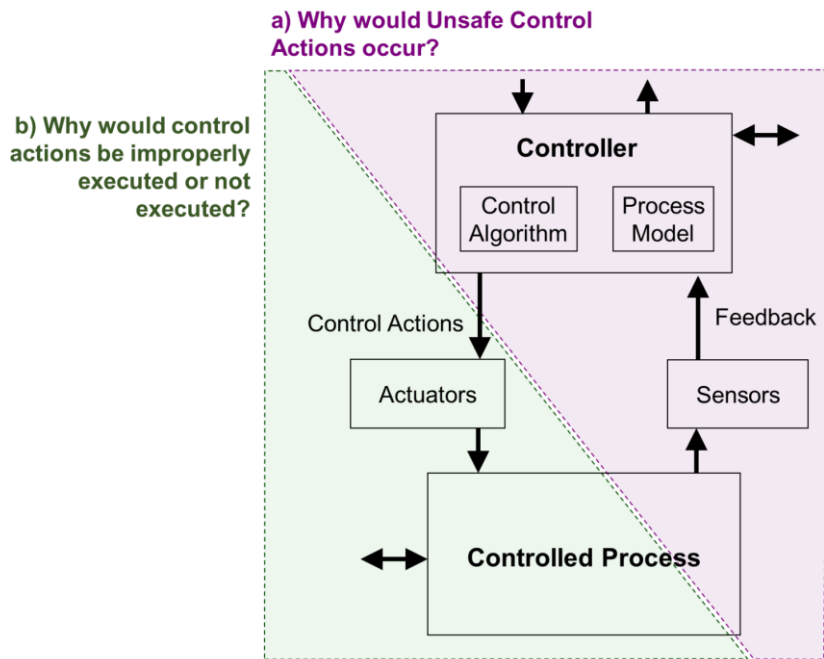 a) Why would Unsafe Control
Actions occur?
b) Why would control
actions be improperly
executed or not
executed?
Controller
Control
Algorithm
Process
Model
Control Actions
Feedback
Actuators
Sensors
Controlled Process